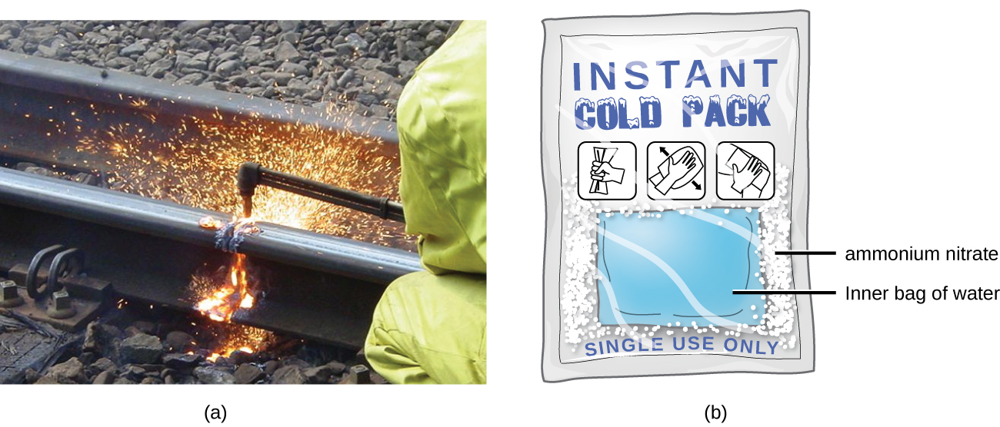 INSTANT
COLD PACK
ammonium nitrate
Inner bag of water
SINGLE USE ONLY
(a)
(b)